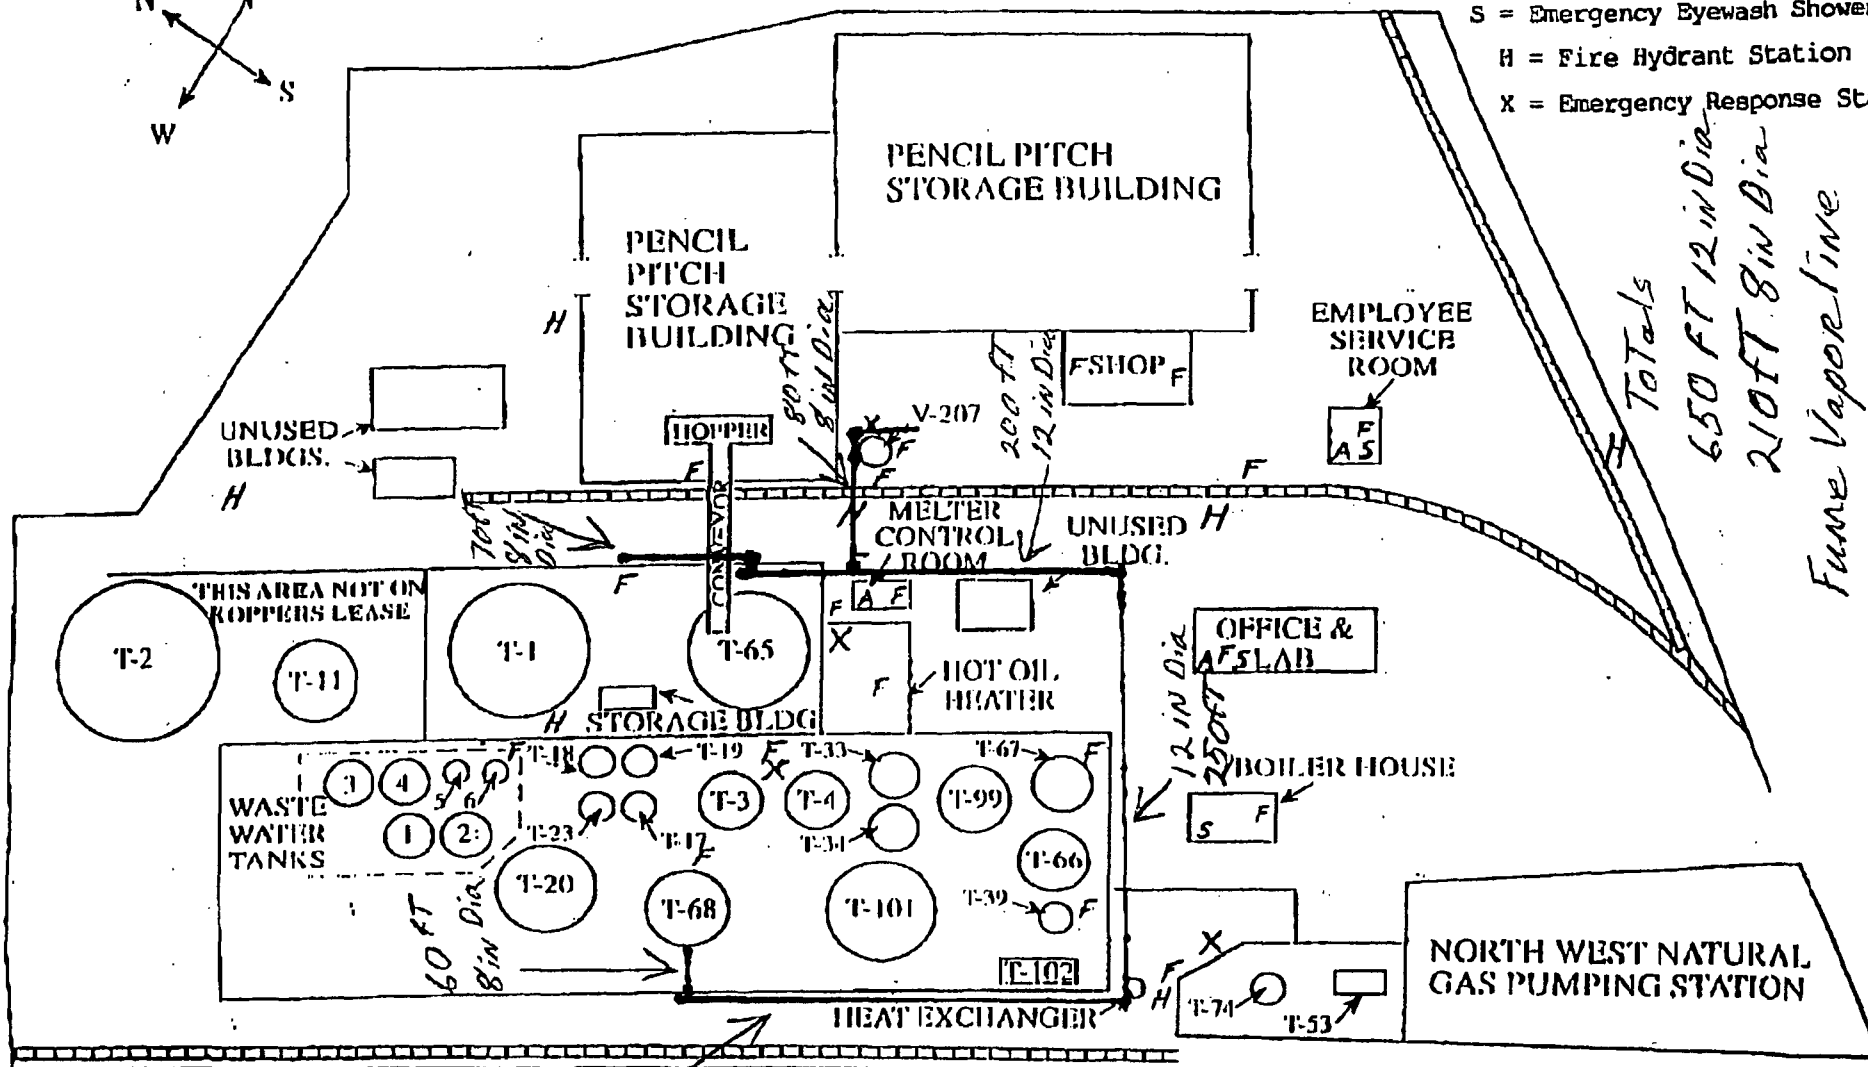 S = Emergency Eyewash Shower
H = Fire Hydrant Station
X = Emergency Response
N
S
W
ToTals
650 FT 12 iN Dia
210 FT 8 iN Dia
Fume Vapor line
PENCIL PITCH
STORAGE BUILDING
PENCIL
PITCH
STORAGE
BUILDING
H
80 FT
8 iN Dia
200 FT
12 iN Dia
F SHOP F
EMPLOYEE
SERVICE
ROOM
F
A S
H
UNUSED
BLDGS.
H
HOPPER
CONVEYOR
F
X
V-207
F
F
F
H
H
MELTER
CONTROL
ROOM
UNUSED
BLDG.
70 FT
8 iN
Dia
F
F
A F
F
X
THIS AREA NOT ON
KOPPERS LEASE
T-2
T-11
T-1
T-65
F
HOT OIL
HEATER
OFFICE &
LAB
A F S
STORAGE BLDG
H
12 iN Dia
250 FT
BOILER HOUSE
S F
WASTE
WATER
TANKS
3
4
5
6
1
2
F
T-18
T-19
T-23
T-17
F
X
T-3
T-4
T-33
T-34
T-99
T-67
F
T-66
T-39
F
T-20
F
T-68
T-101
T-102
60 FT
8 iN Dia
HEAT EXCHANGER
F
H
X
T-74
T-53
NORTH WEST NATURAL
GAS PUMPING STATION